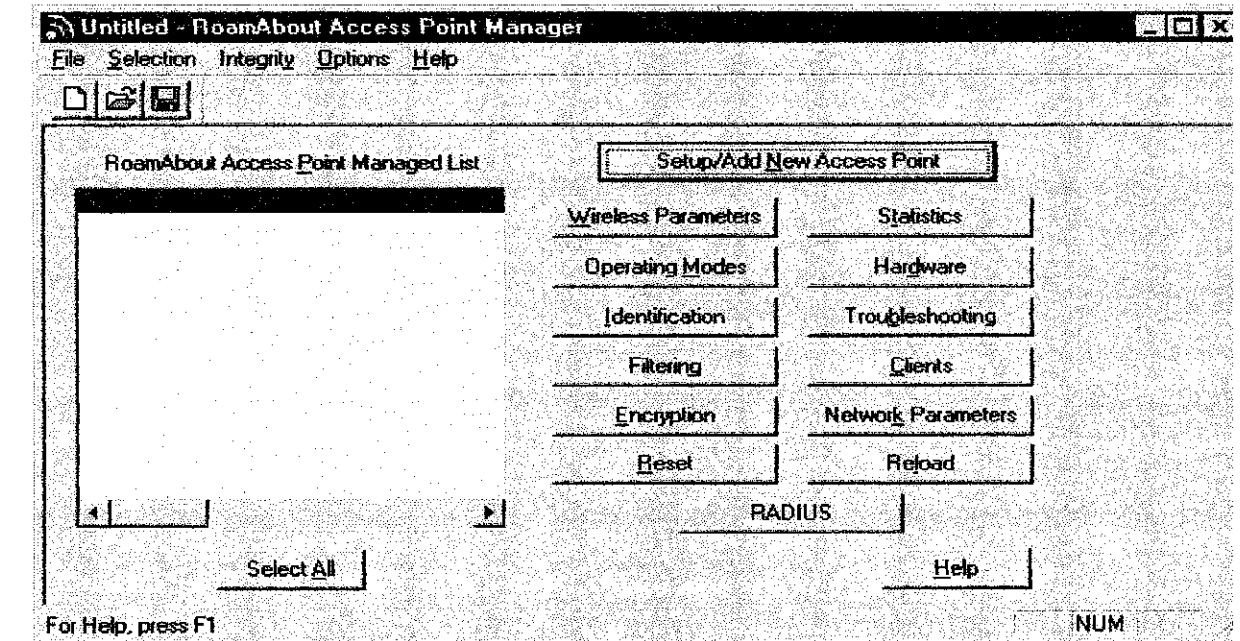 Untitled - RoamAbout Access Point Manager
File Selection Integrity Options Help
RoamAbout Access Point Managed List
Setup/Add New Access Point
Wireless Parameters Statistics
Operating Modes Hardware
Identification Troubleshooting
Filtering Clients
Encryption Network Parameters
Reset Reload
RADIUS
Select All Help
For Help, press F1 NUM